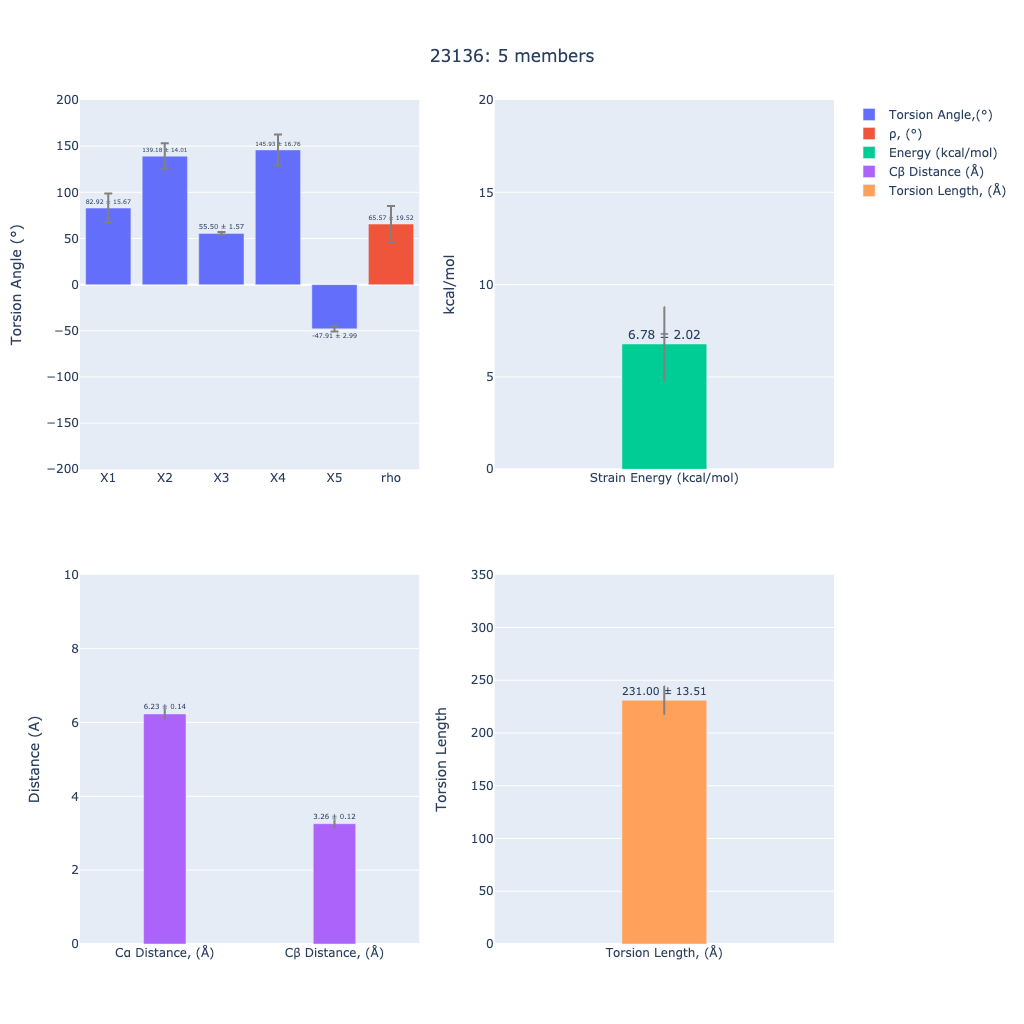 23136: 5 members
200
150
100
50
0
−50
−100
−150
−200
Torsion Angle (°)
82.92 ± 15.67
139.18 ± 14.01
55.50 ± 1.57
145.93 ± 16.76
-47.91 ± 2.99
65.57 ± 19.52
X1 X2 X3 X4 X5 rho
20
15
10
5
0
kcal/mol
6.78 ± 2.02
Strain Energy (kcal/mol)
Torsion Angle,(°)
ρ, (°)
Energy (kcal/mol)
Cβ Distance (Å)
Torsion Length, (Å)
10
8
6
4
2
0
Distance (A)
6.23 ± 0.14
3.26 ± 0.12
Cα Distance, (Å) Cβ Distance, (Å)
350
300
250
200
150
100
50
0
Torsion Length
231.00 ± 13.51
Torsion Length, (Å)